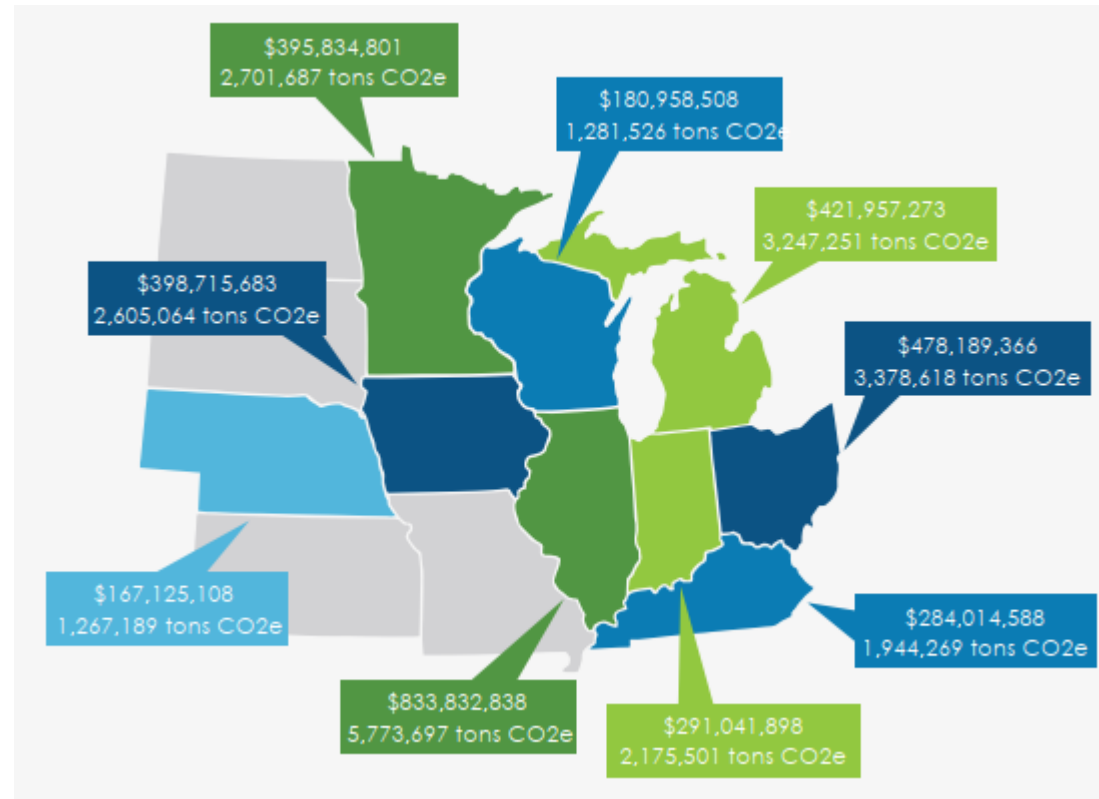 $395,834,801
2,701,687 tons CO2e
$180,958,508
1,281,526 tons CO2e
$421,957,273
3,247,251 tons CO2e
$398,715,683
2,605,064 tons CO2e
$478,189,366
3,378,618 tons CO2e
$167,125,108
1,267,189 tons CO2e
$284,014,588
1,944,269 tons CO2e
$833,832,838
5,773,697 tons CO2e
$291,041,898
2,175,501 tons CO2e